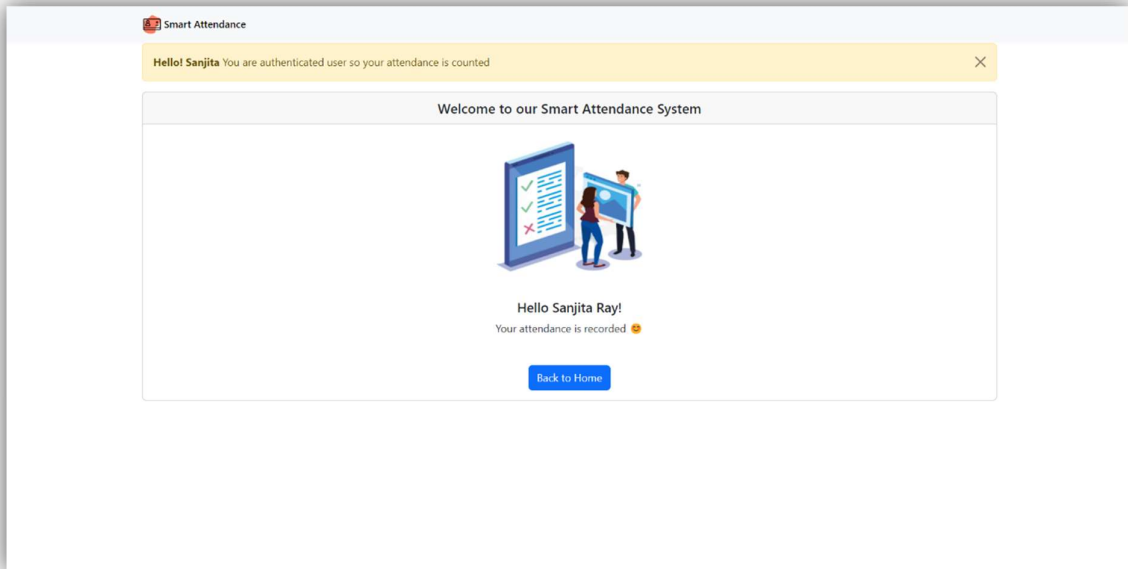 Smart Attendance
Hello! Sanjita You are authenticated user so your attendance is counted
Welcome to our Smart Attendance System
Hello Sanjita Ray!
Your attendance is recorded 😊
Back to Home